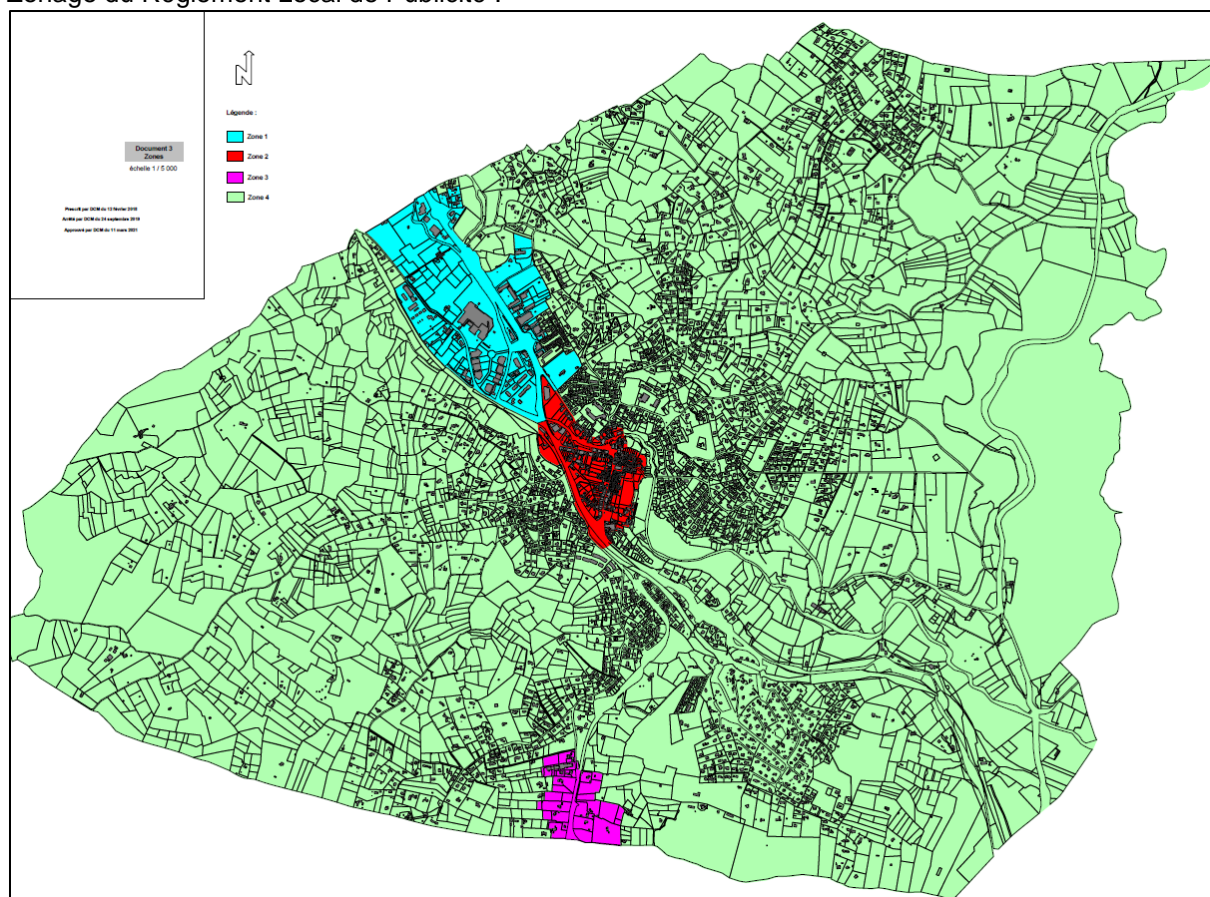 Zonage du Règlement Local de Publicité :
N
Légende :
Zone 1
Zone 2
Zone 3
Zone 4
Document 3
Zones
échelle 1 / 5 000
Prescrit par DCM du 12 février 2015
Arrêté par DCM du 24 septembre 2019
Approuvé par DCM du 11 mars 2021